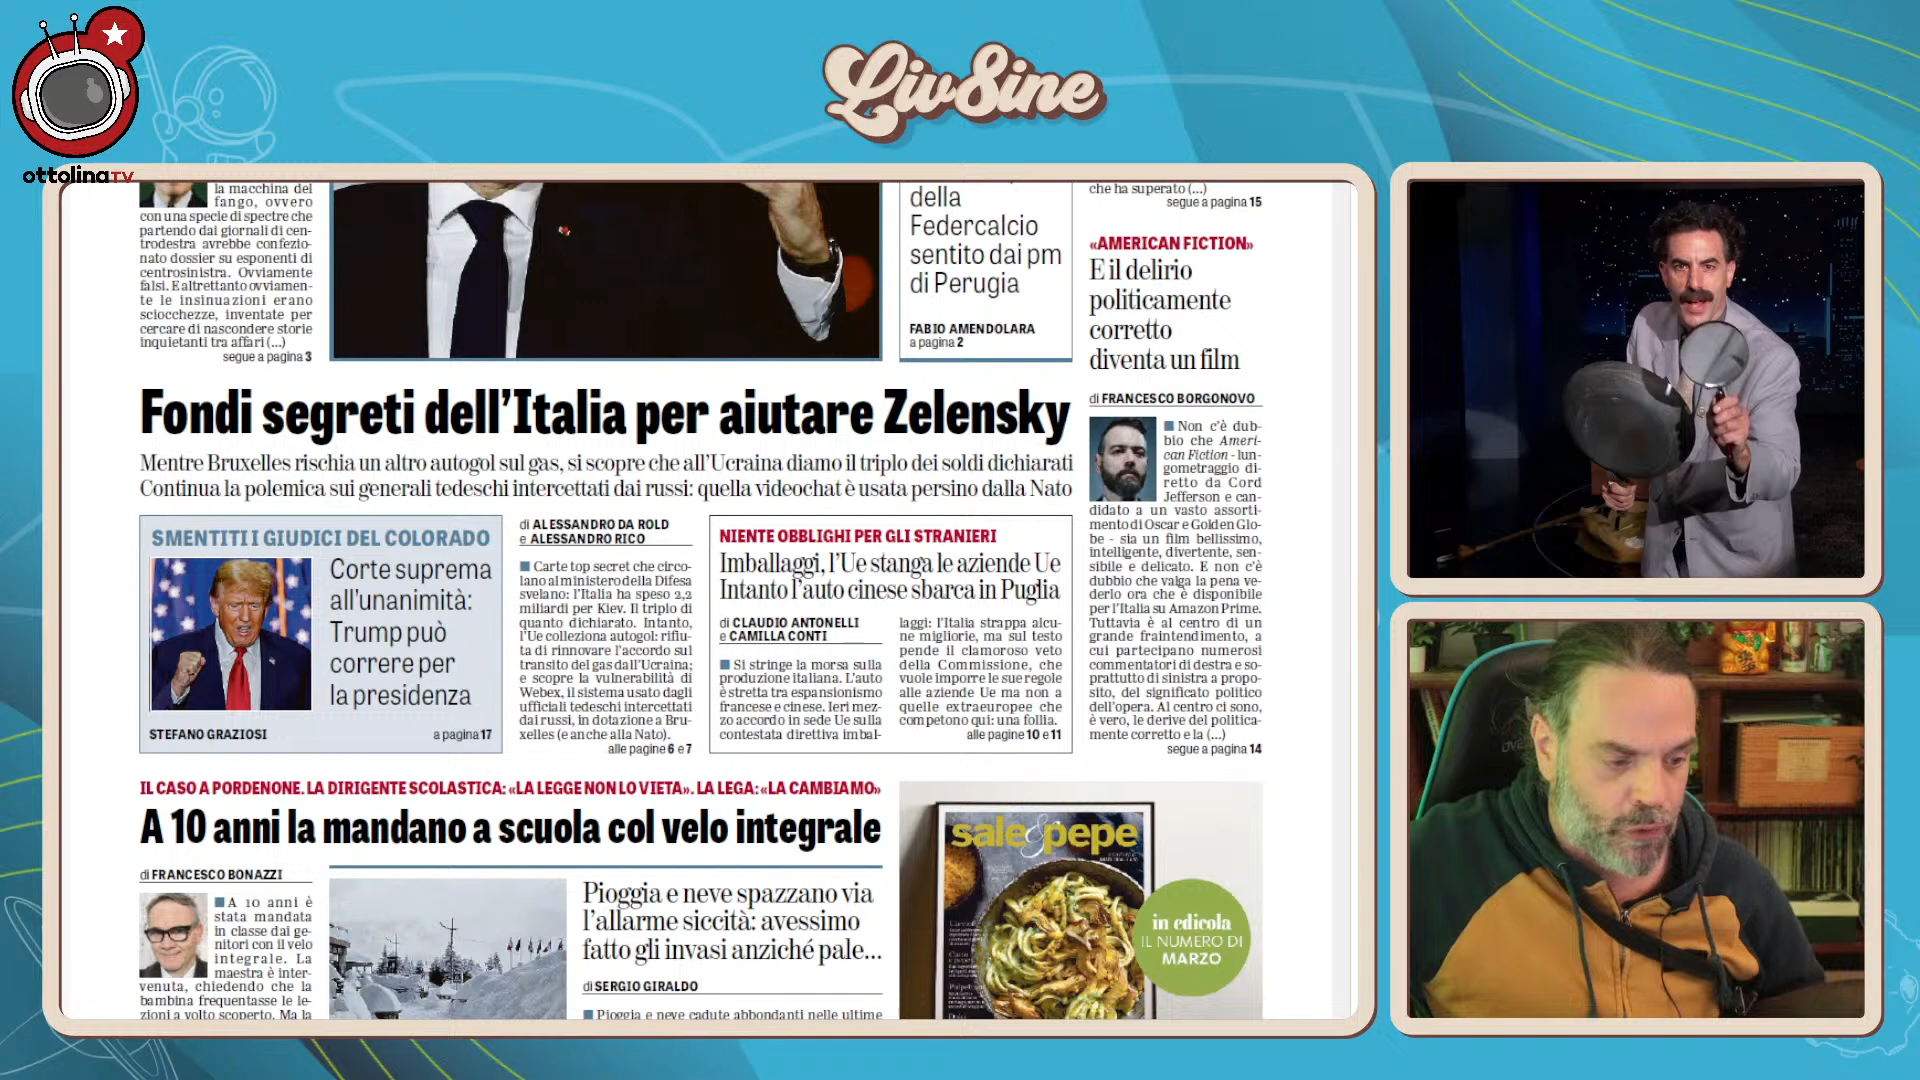 ottolinaTV
Liv8ine
la macchina del
fango, ovvero
con una specie di spectre che
partendo dai giornali di cen-
trodestra avrebbe confezio-
nato dossier su esponenti di
centrosinistra. Ovviamente
falsi. E altrettanto ovviamen-
te le insinuazioni erano
sciocchezze, inventate per
cercare di nascondere storie
inquietanti tra affari (...)
segue a pagina 3
della
Federcalcio
sentito dai pm
di Perugia
FABIO AMENDOLARA
a pagina 2
che ha superato (...)
segue a pagina 15
«AMERICAN FICTION»
E il delirio
politicamente
corretto
diventa un film
di FRANCESCO BORGONOVO
Non c'è dub-
bio che Ameri-
can Fiction - lun-
gometraggio di-
retto da Cord
Jefferson e can-
didato a un vasto assorti-
mento di Oscar e Golden Glo-
be - sia un film bellissimo,
intelligente, divertente, sen-
sibile e delicato. E non c'è
dubbio che valga la pena ve-
derlo ora che è disponibile
per l'Italia su Amazon Prime.
Tuttavia è al centro di un
grande fraintendimento, a
cui partecipano numerosi
commentatori di destra e so-
prattutto di sinistra a propo-
sito, del significato politico
dell'opera. Al centro ci sono,
è vero, le derive del politica-
mente corretto e la (...)
segue a pagina 14
Fondi segreti dell'Italia per aiutare Zelensky
Mentre Bruxelles rischia un altro autogol sul gas, si scopre che all'Ucraina diamo il triplo dei soldi dichiarati
Continua la polemica sui generali tedeschi intercettati dai russi: quella videochat è usata persino dalla Nato
SMENTITI I GIUDICI DEL COLORADO
Corte suprema
all'unanimità:
Trump può
correre per
la presidenza
STEFANO GRAZIOSI
a pagina 17
di ALESSANDRO DA ROLD
e ALESSANDRO RICO
Carte top secret che circo-
lano al ministero della Difesa
svelano: l'Italia ha speso 2,2
miliardi per Kiev. Il triplo di
quanto dichiarato. Intanto,
l'Ue colleziona autogol: rifiu-
ta di rinnovare l'accordo sul
transito del gas dall'Ucraina;
e scopre la vulnerabilità di
Webex, il sistema usato dagli
ufficiali tedeschi intercettati
dai russi, in dotazione a Bru-
xelles (e anche alla Nato).
alle pagine 6 e 7
NIENTE OBBLIGHI PER GLI STRANIERI
Imballaggi, l'Ue stanga le aziende Ue
Intanto l'auto cinese sbarca in Puglia
di CLAUDIO ANTONELLI
e CAMILLA CONTI
Si stringe la morsa sulla
produzione italiana. L'auto
è stretta tra espansionismo
francese e cinese. Ieri mez-
zo accordo in sede Ue sulla
contestata direttiva imbal-
laggi: l'Italia strappa alcu-
ne migliorie, ma sul testo
pende il clamoroso veto
della Commissione, che
vuole imporre le sue regole
alle aziende Ue ma non a
quelle extraeuropee che
competono qui: una follia.
alle pagine 10 e 11
IL CASO A PORDENONE. LA DIRIGENTE SCOLASTICA: «LA LEGGE NON LO VIETA». LA LEGA: «LA CAMBIAMO»
A 10 anni la mandano a scuola col velo integrale
di FRANCESCO BONAZZI
A 10 anni è
stata mandata
in classe dai ge-
nitori con il velo
integrale. La
maestra è inter-
venuta, chiedendo che la
bambina frequentasse le le-
zioni a volto scoperto. Ma la
Pioggia e neve spazzano via
l'allarme siccità: avessimo
fatto gli invasi anziché pale...
di SERGIO GIRALDO
Pioggia e neve cadute abbondanti nelle ultime
sale&pepe
in edicola
IL NUMERO DI
MARZO